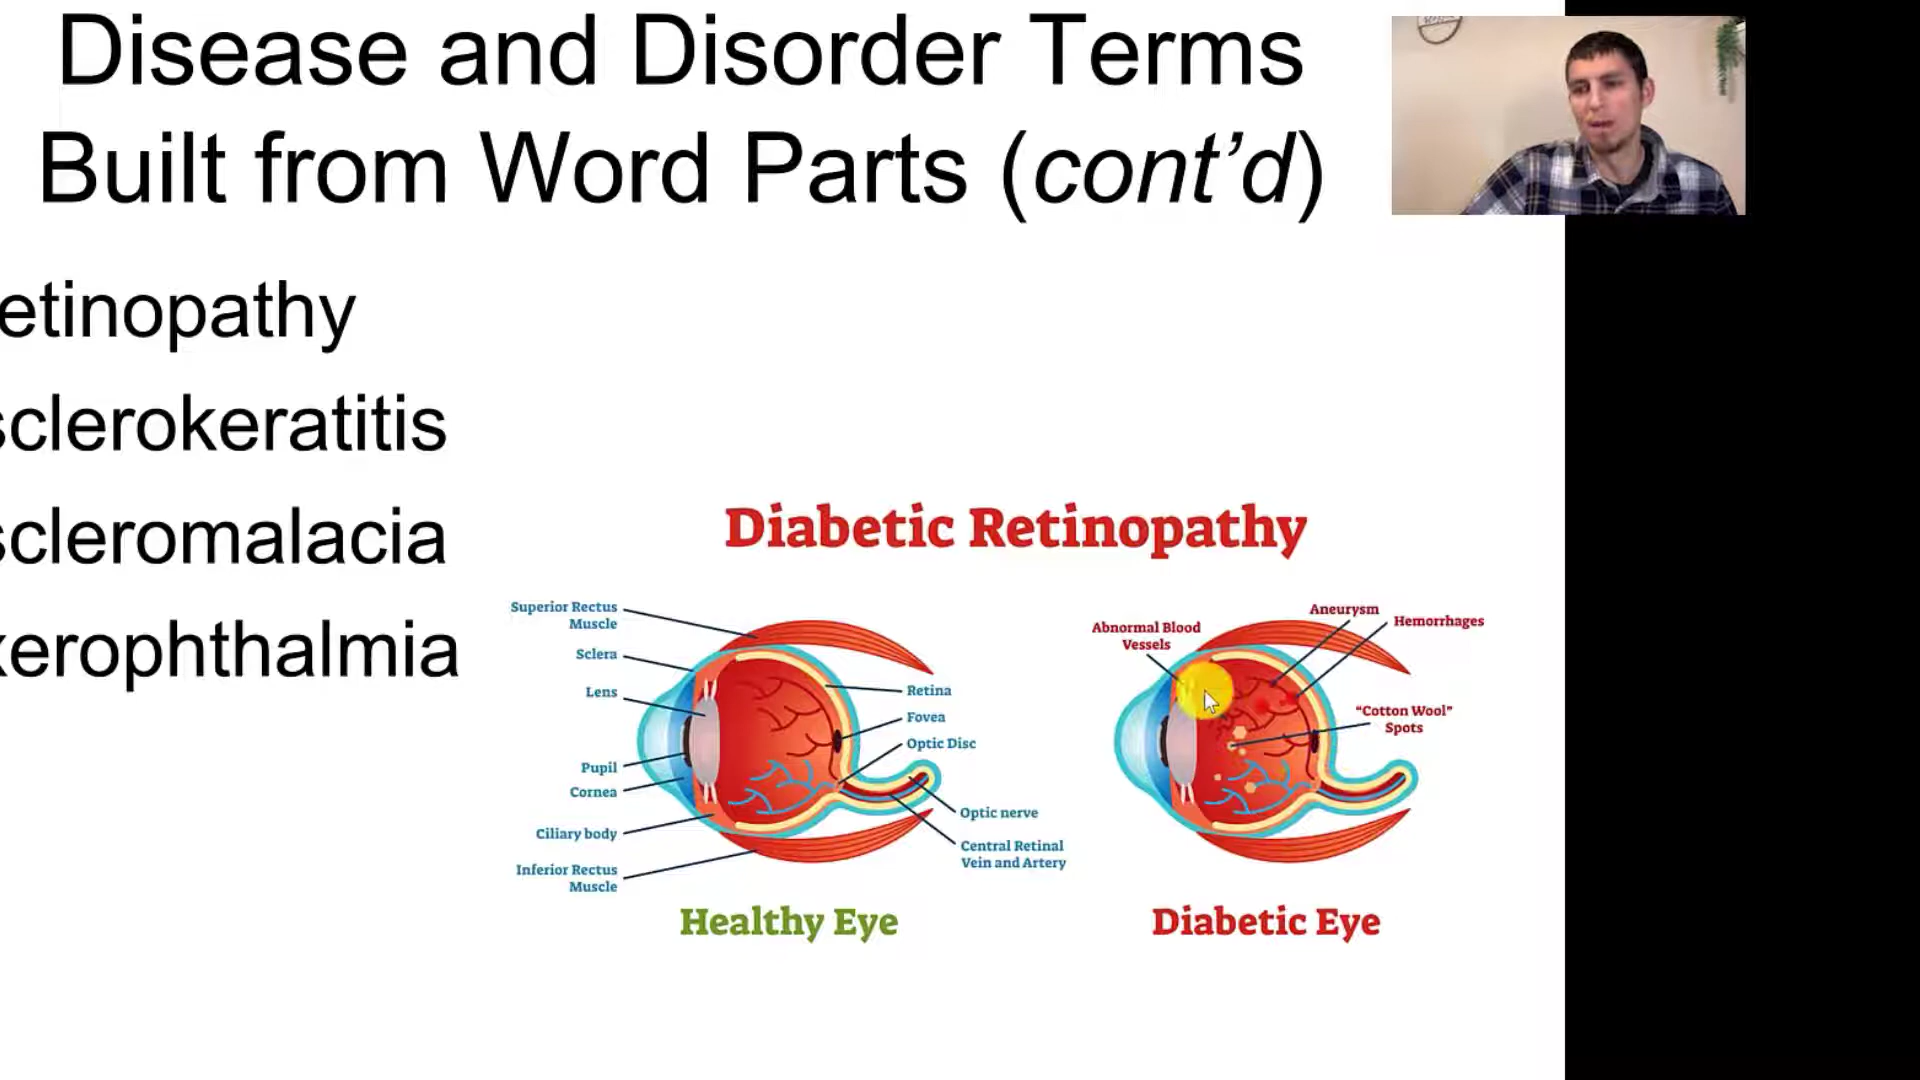 Disease and Disorder Terms
Built from Word Parts (cont’d)
etinopathy
sclerokeratitis
scleromalacia
xerophthalmia
Diabetic Retinopathy
Superior Rectus
Muscle
Sclera
Lens
Pupil
Cornea
Ciliary body
Inferior Rectus
Muscle
Retina
Fovea
Optic Disc
Optic nerve
Central Retinal
Vein and Artery
Healthy Eye
Abnormal Blood
Vessels
Aneurysm
Hemorrhages
“Cotton Wool”
Spots
Diabetic Eye